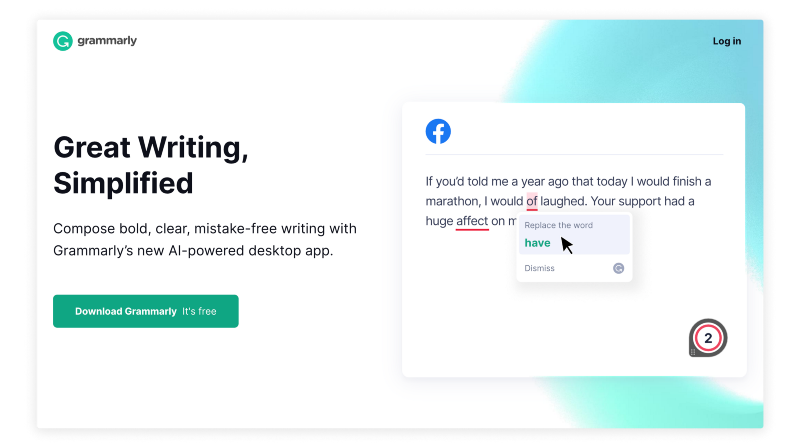 grammarly
Log in
Great Writing,
Simplified
Compose bold, clear, mistake-free writing with
Grammarly's new AI-powered desktop app.
Download Grammarly It's free
If you'd told me a year ago that today I would finish a
marathon, I would of laughed. Your support had a
huge affect on
Replace the word
have
Dismiss
2